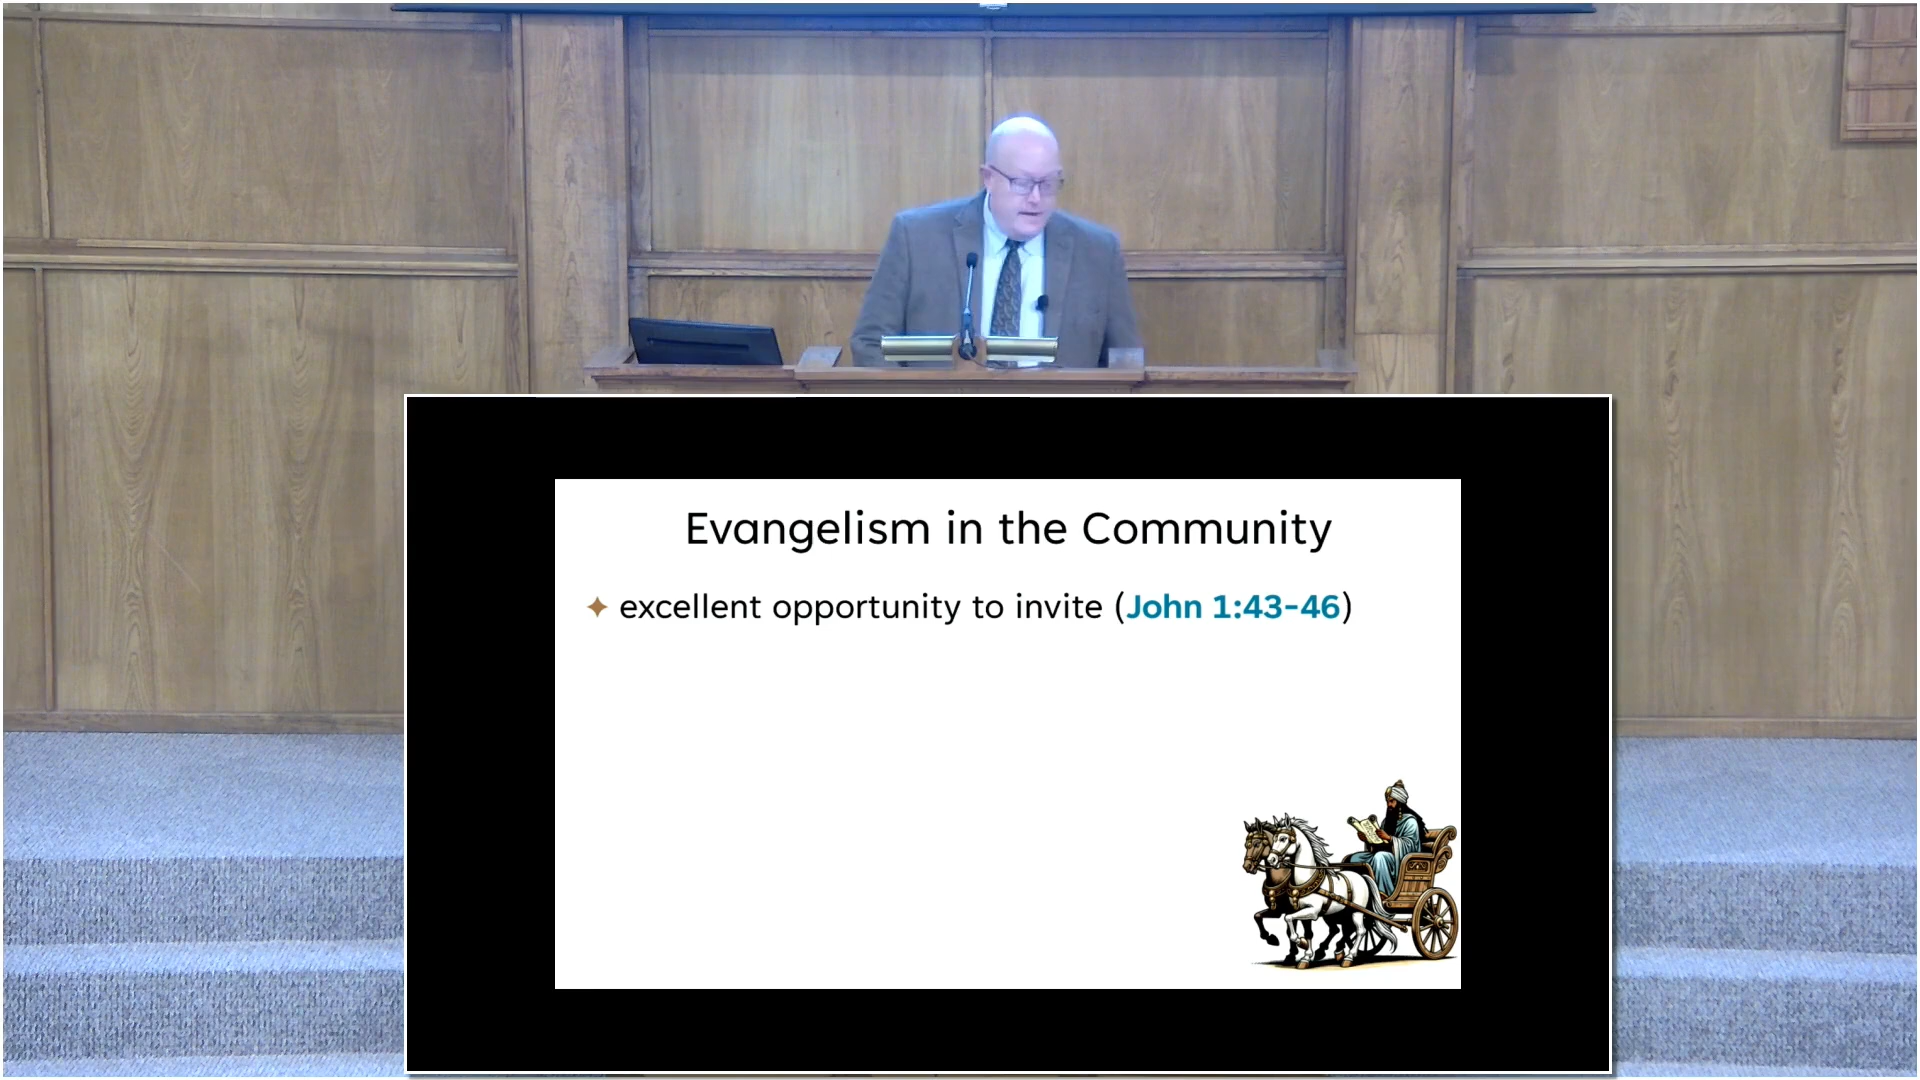 Evangelism in the Community
excellent opportunity to invite (John 1:43-46)